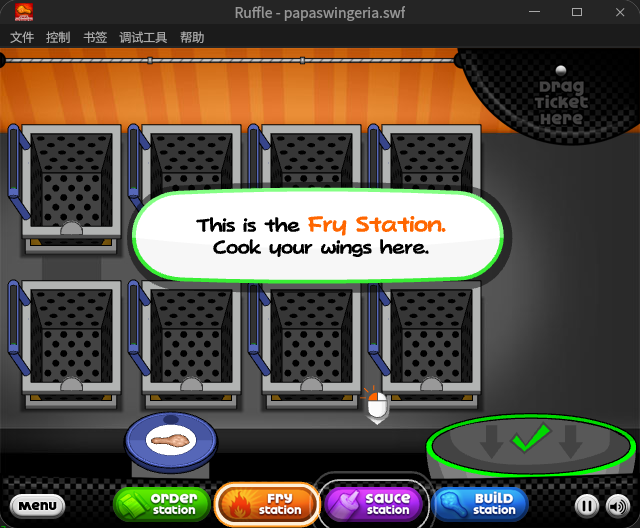 Ruffle - papaswingeria.swf
文件 控制 书签 调试工具 帮助
Drag
Ticket
Here
This is the Fry Station.
Cook your wings here.
Menu
Order
Station
Fry
Station
Sauce
Station
Build
Station